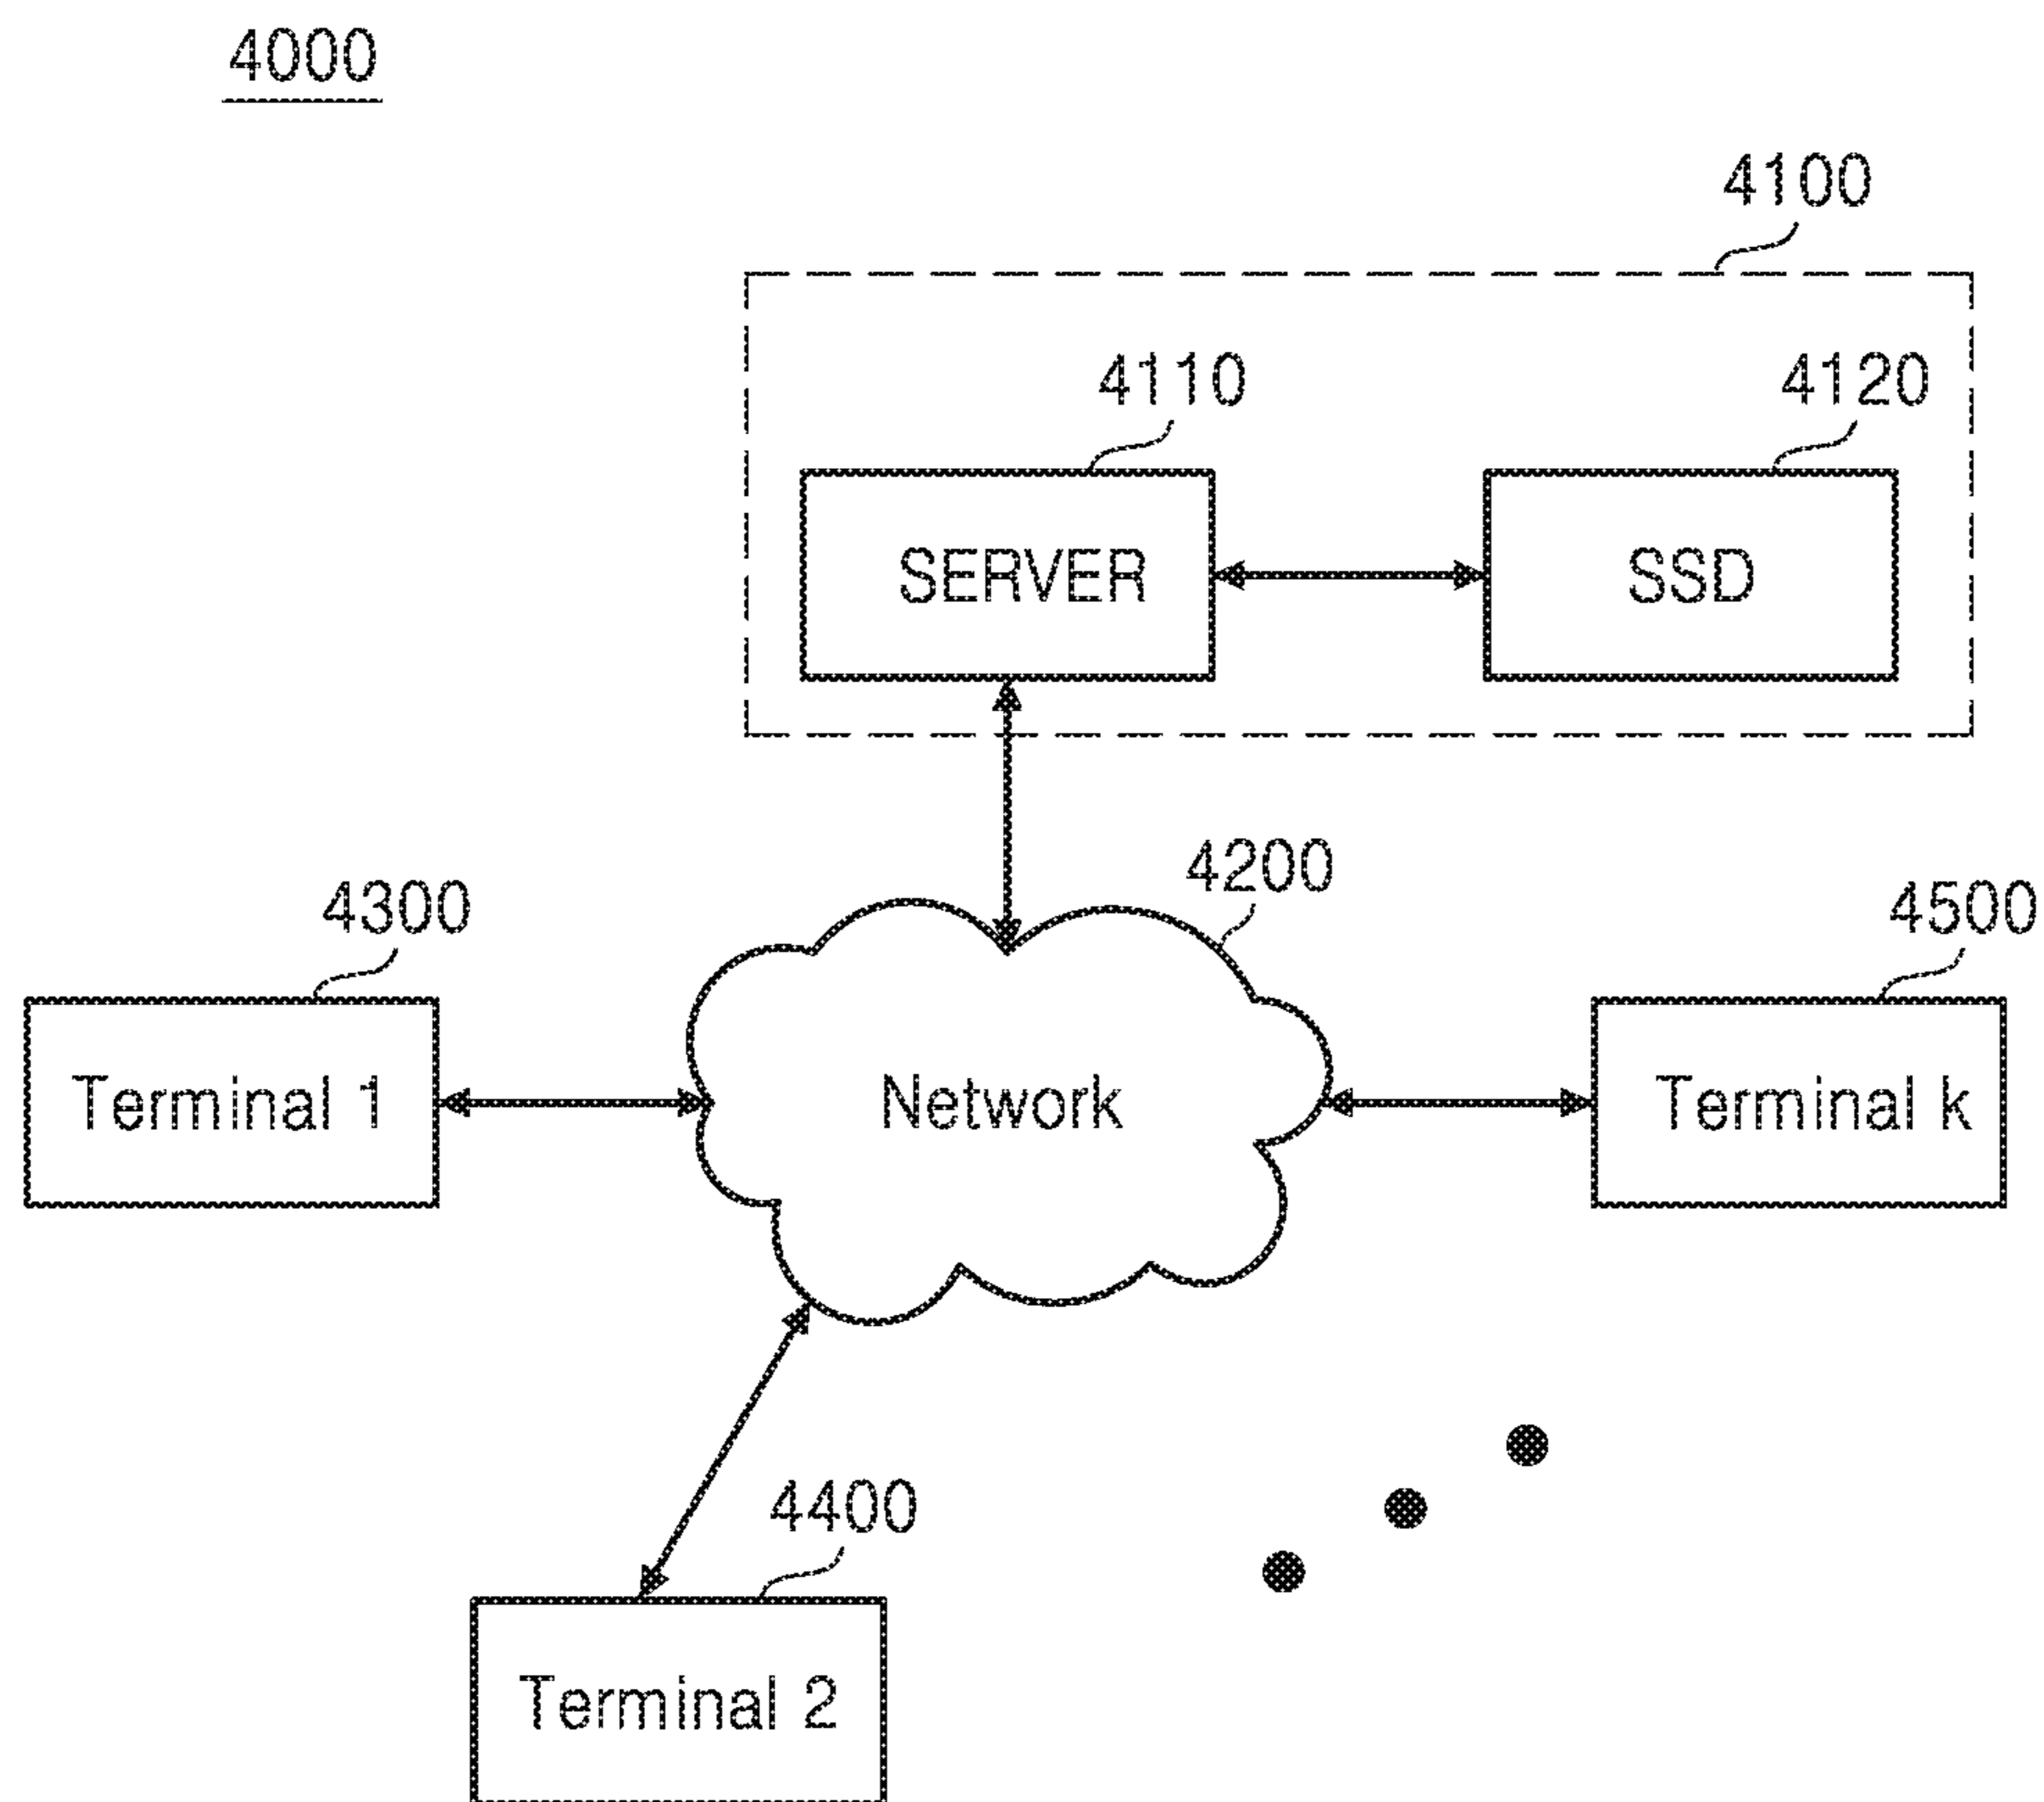 4000
4100
4110
4120
SERVER
SSD
4200
4300
4500
Terminal 1
Network
Terminal k
4400
Terminal 2